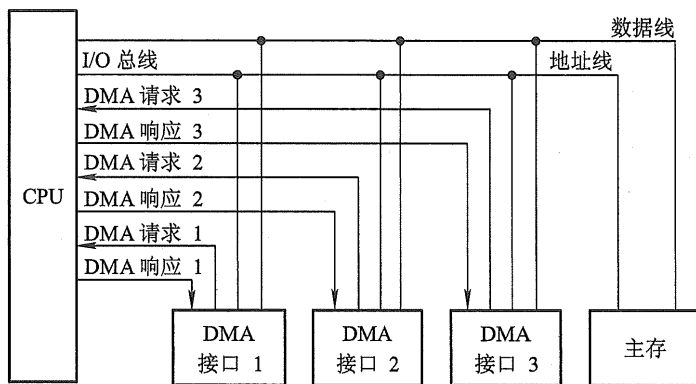 数据线
I/O 总线
地址线
DMA 请求 3
DMA 响应 3
DMA 请求 2
CPU
DMA 响应 2
DMA 请求 1
DMA 响应 1
DMA
接口 1
DMA
接口 2
DMA
接口 3
主存